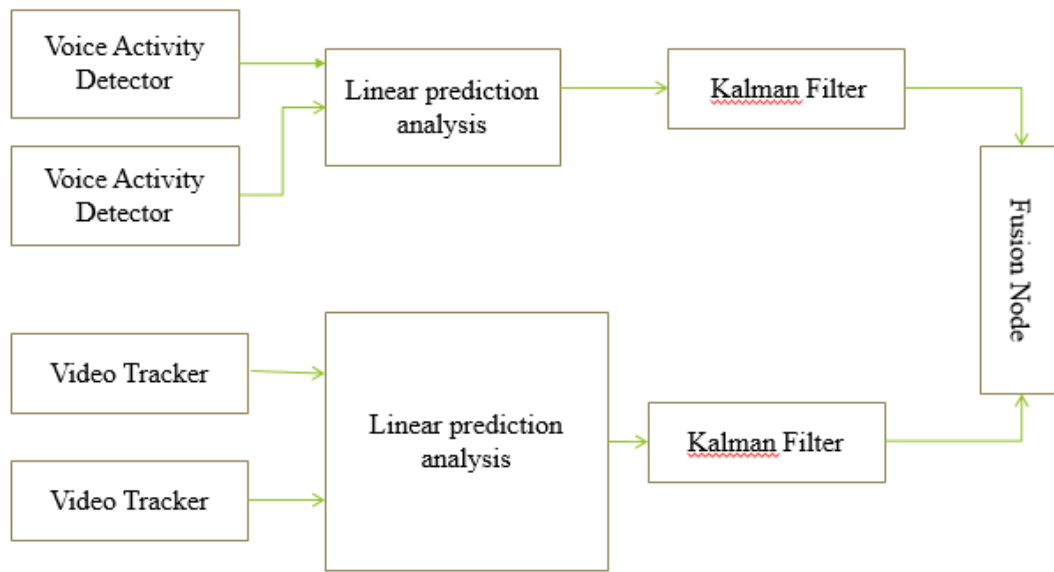 Voice Activity
Detector
Linear prediction
analysis
Kalman Filter
Voice Activity
Detector
Fusion Node
Video Tracker
Linear prediction
analysis
Kalman Filter
Video Tracker